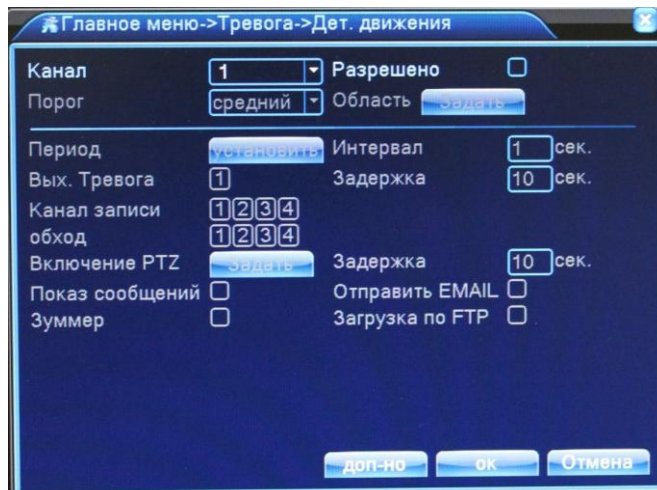 Главное меню->Тревога->Дет. движения
Канал 1 Разрешено
Порог средний Область Задать
Период установить Интервал 1 сек.
Вых. Тревога 1 Задержка 10 сек.
Канал записи 1 2 3 4
обход 1 2 3 4
Включение PTZ Задать Задержка 10 сек.
Показ сообщений Отправить EMAIL
Зуммер Загрузка по FTP
доп-но ок Отмена